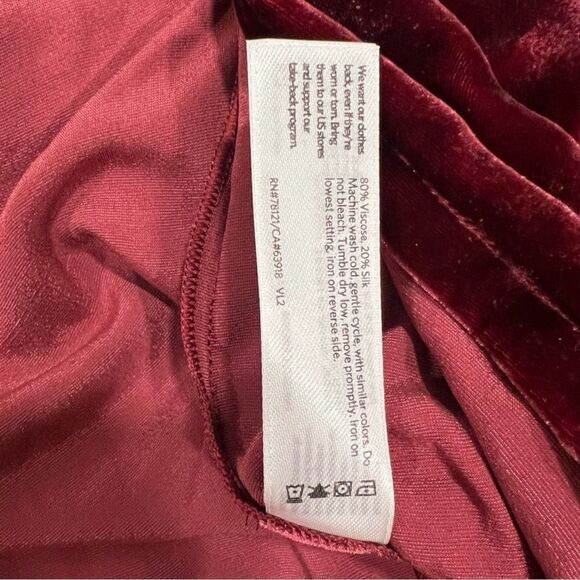 We want our clothes
back even if they're
worn or torn. Bring
them to our US stores
and support our
take-back program.
80% Viscose, 20% Silk
Machine wash cold, gentle cycle, with similar colors. Do
not bleach. Tumble dry low, remove promptly. Iron on
lowest setting, iron on reverse side.
RN#78121/CA#63918 VL2